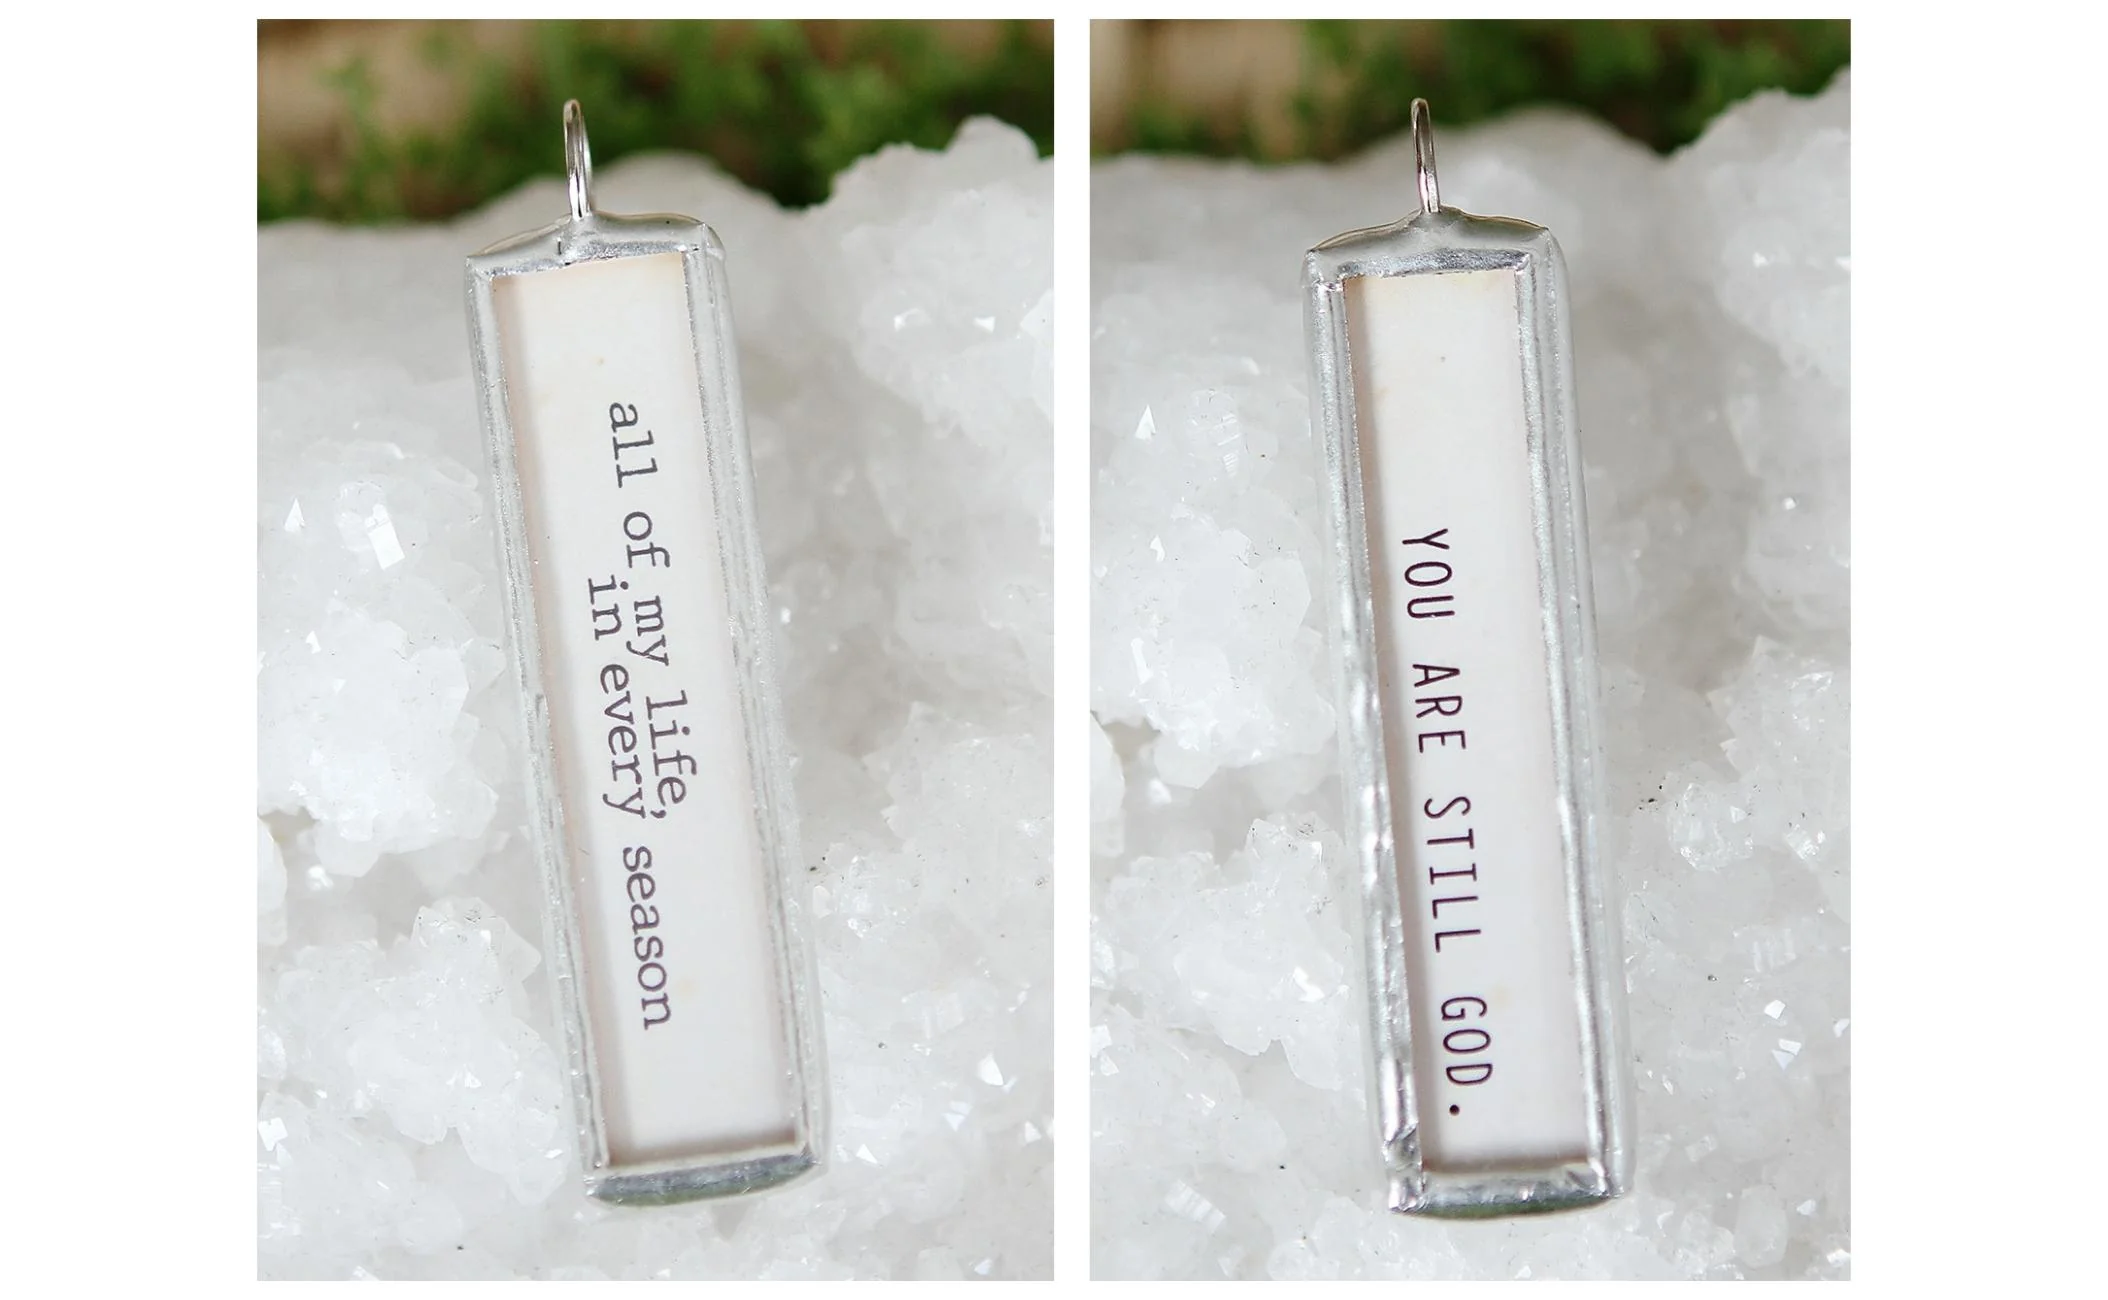 all of my life,
in every season
YOU ARE STILL GOD.